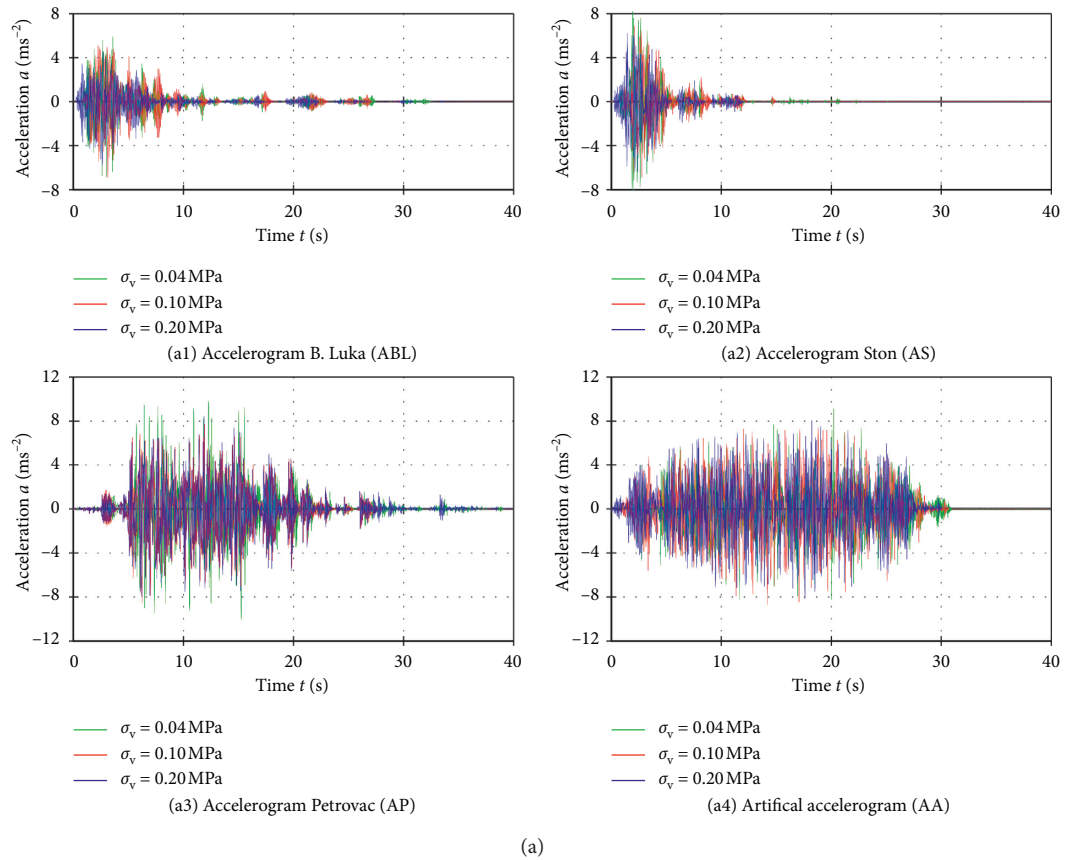 8
4
0
–4
–8
Acceleration a (ms⁻²)
0 10 20 30 40
Time t (s)
σv = 0.04 MPa
σv = 0.10 MPa
σv = 0.20 MPa
(a1) Accelerogram B. Luka (ABL)
8
4
0
–4
–8
Acceleration a (ms⁻²)
0 10 20 30 40
Time t (s)
σv = 0.04 MPa
σv = 0.10 MPa
σv = 0.20 MPa
(a2) Accelerogram Ston (AS)
12
8
4
0
–4
–8
–12
Acceleration a (ms⁻²)
0 10 20 30 40
Time t (s)
σv = 0.04 MPa
σv = 0.10 MPa
σv = 0.20 MPa
(a3) Accelerogram Petrovac (AP)
12
8
4
0
–4
–8
–12
Acceleration a (ms⁻²)
0 10 20 30 40
Time t (s)
σv = 0.04 MPa
σv = 0.10 MPa
σv = 0.20 MPa
(a4) Artifical accelerogram (AA)
(a)